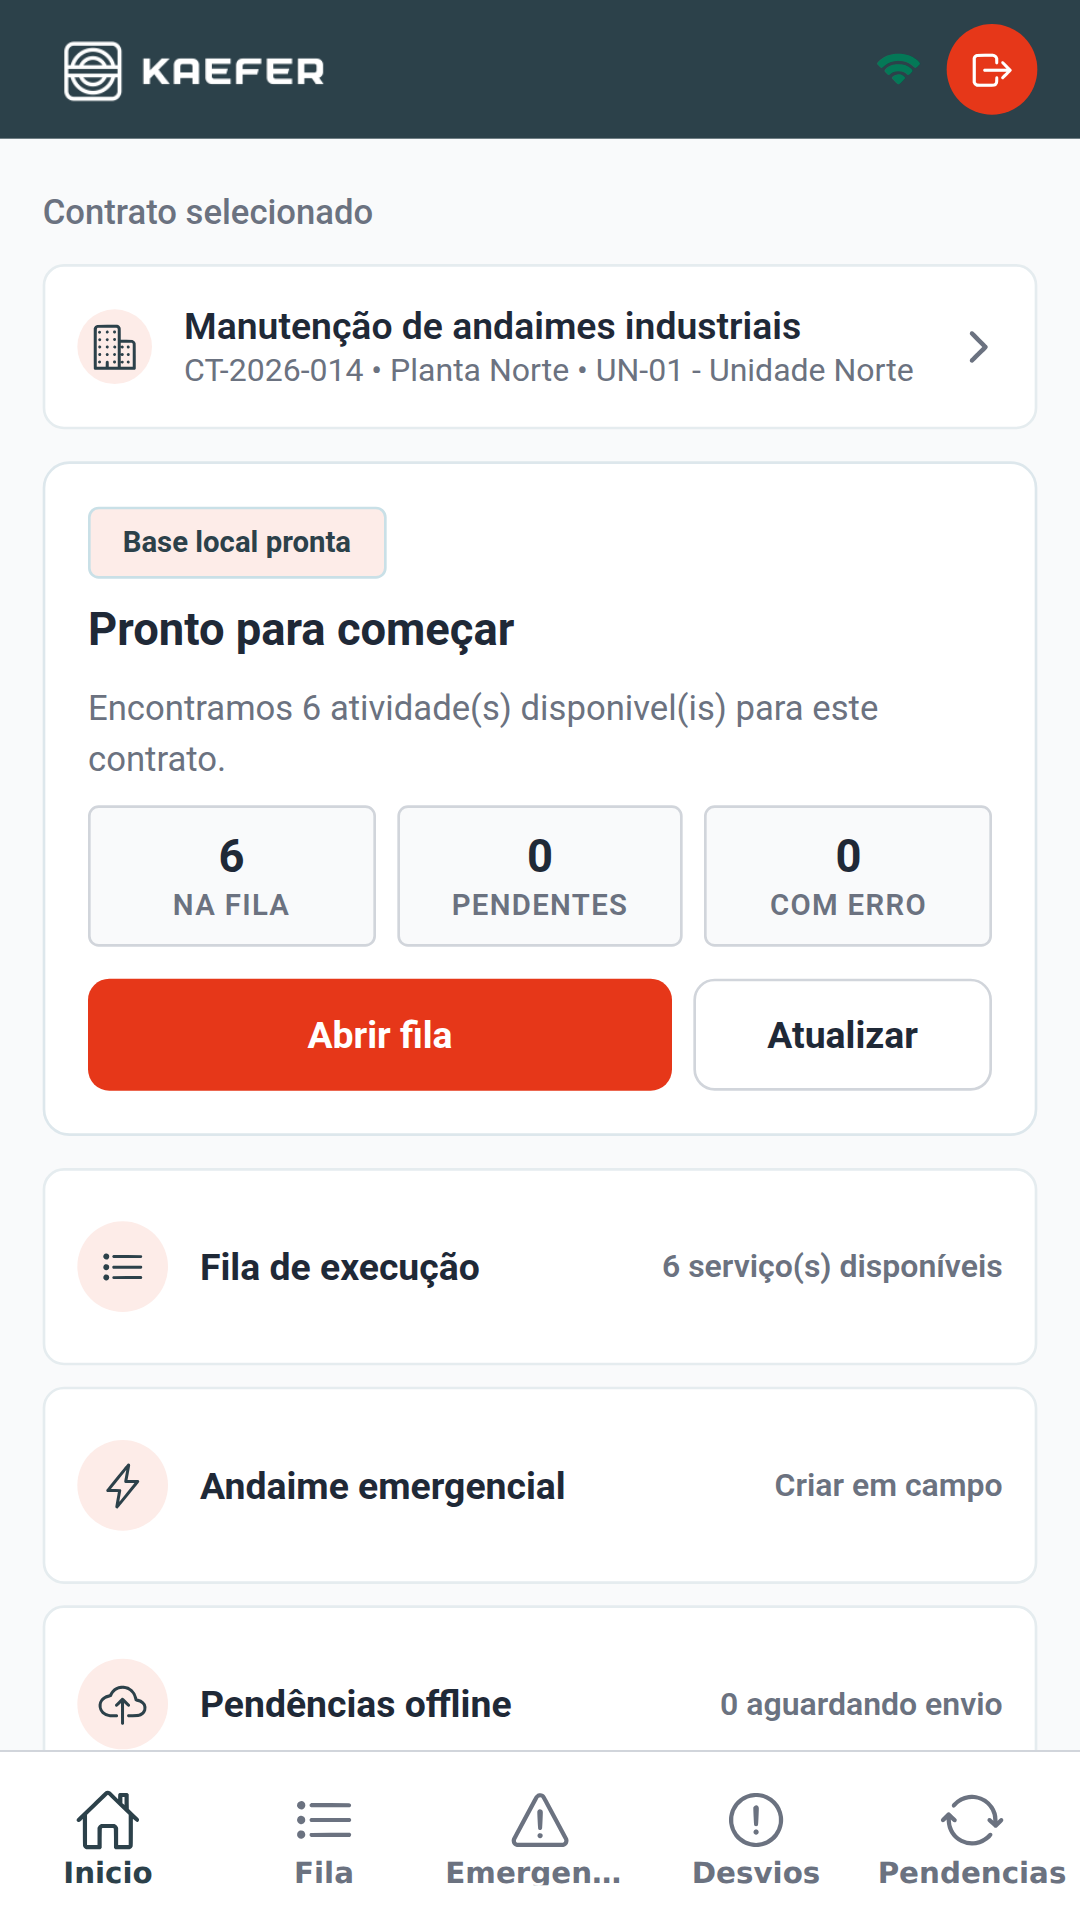 KAEFER
Contrato selecionado
Manutenção de andaimes industriais
CT-2026-014 • Planta Norte • UN-01 - Unidade Norte
Base local pronta
Pronto para começar
Encontramos 6 atividade(s) disponivel(is) para este
contrato.
6
NA FILA
0
PENDENTES
0
COM ERRO
Abrir fila
Atualizar
Fila de execução
6 serviço(s) disponíveis
Andaime emergencial
Criar em campo
Pendências offline
0 aguardando envio
Inicio
Fila
Emergen...
Desvios
Pendencias